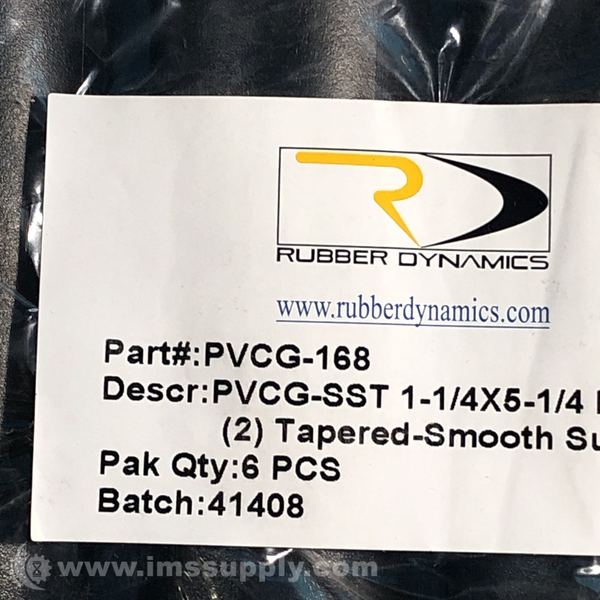 RUBBER DYNAMICS
www.rubberdynamics.com
Part#:PVCG-168
Descr:PVCG-SST 1-1/4X5-1/4
(2) Tapered-Smooth
Pak Qty:6 PCS
Batch:41408
www.imssupply.com